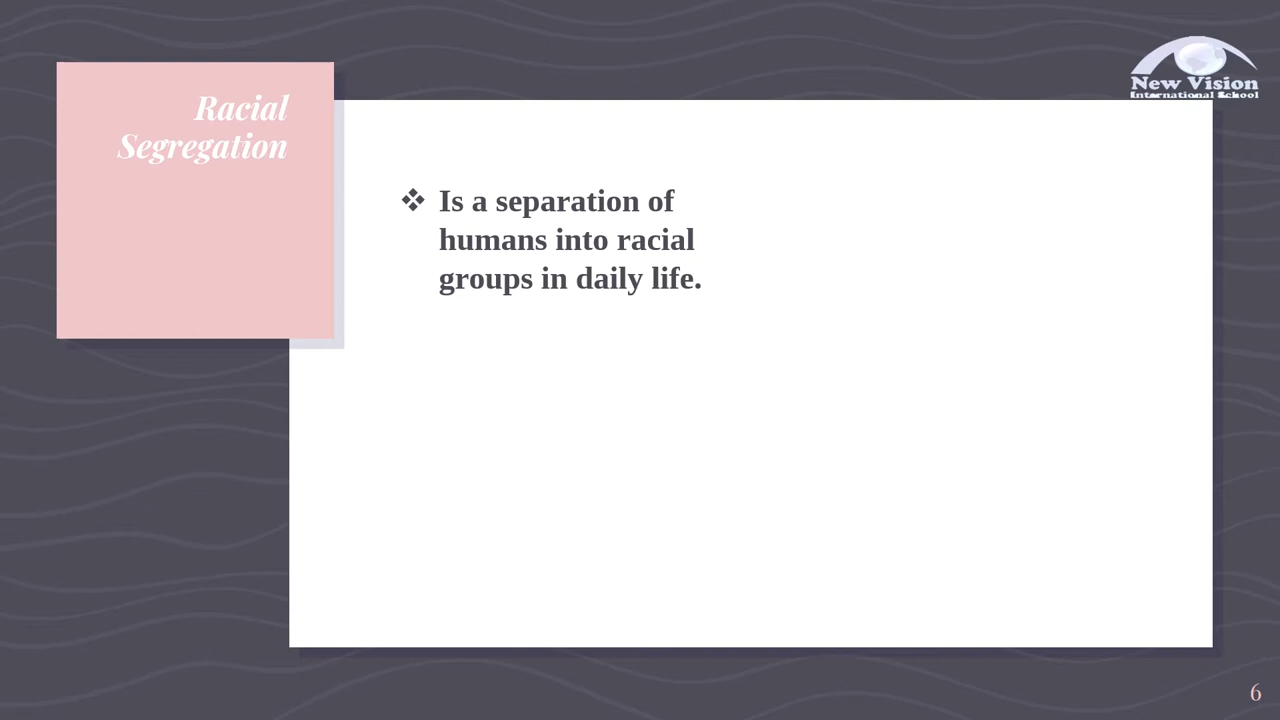 New Vision
International School
Racial
Segregation
❖ Is a separation of
humans into racial
groups in daily life.
6